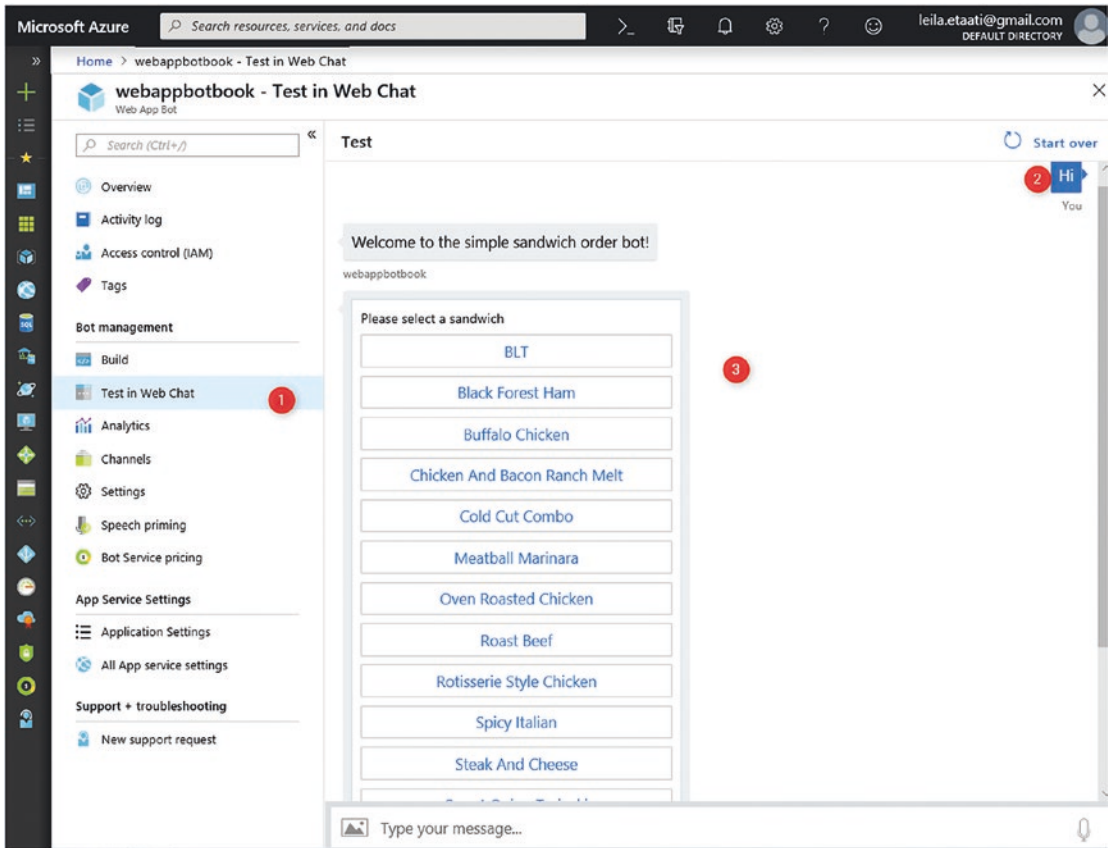 Microsoft Azure
Search resources, services, and docs
leila.etaati@gmail.com
DEFAULT DIRECTORY
Home > webappbotbook - Test in Web Chat
webappbotbook - Test in Web Chat
Web App Bot
Search (Ctrl+/)
Overview
Activity log
Access control (IAM)
Tags
Bot management
Build
Test in Web Chat
1
Analytics
Channels
Settings
Speech priming
Bot Service pricing
App Service Settings
Application Settings
All App service settings
Support + troubleshooting
New support request
Test
Start over
2
Hi
You
Welcome to the simple sandwich order bot!
webappbotbook
Please select a sandwich
BLT
3
Black Forest Ham
Buffalo Chicken
Chicken And Bacon Ranch Melt
Cold Cut Combo
Meatball Marinara
Oven Roasted Chicken
Roast Beef
Rotisserie Style Chicken
Spicy Italian
Steak And Cheese
Type your message...